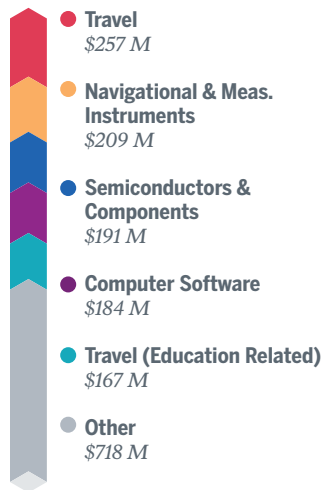 Travel
$257 M
Navigational & Meas.
Instruments
$209 M
Semiconductors &
Components
$191 M
Computer Software
$184 M
Travel (Education Related)
$167 M
Other
$718 M